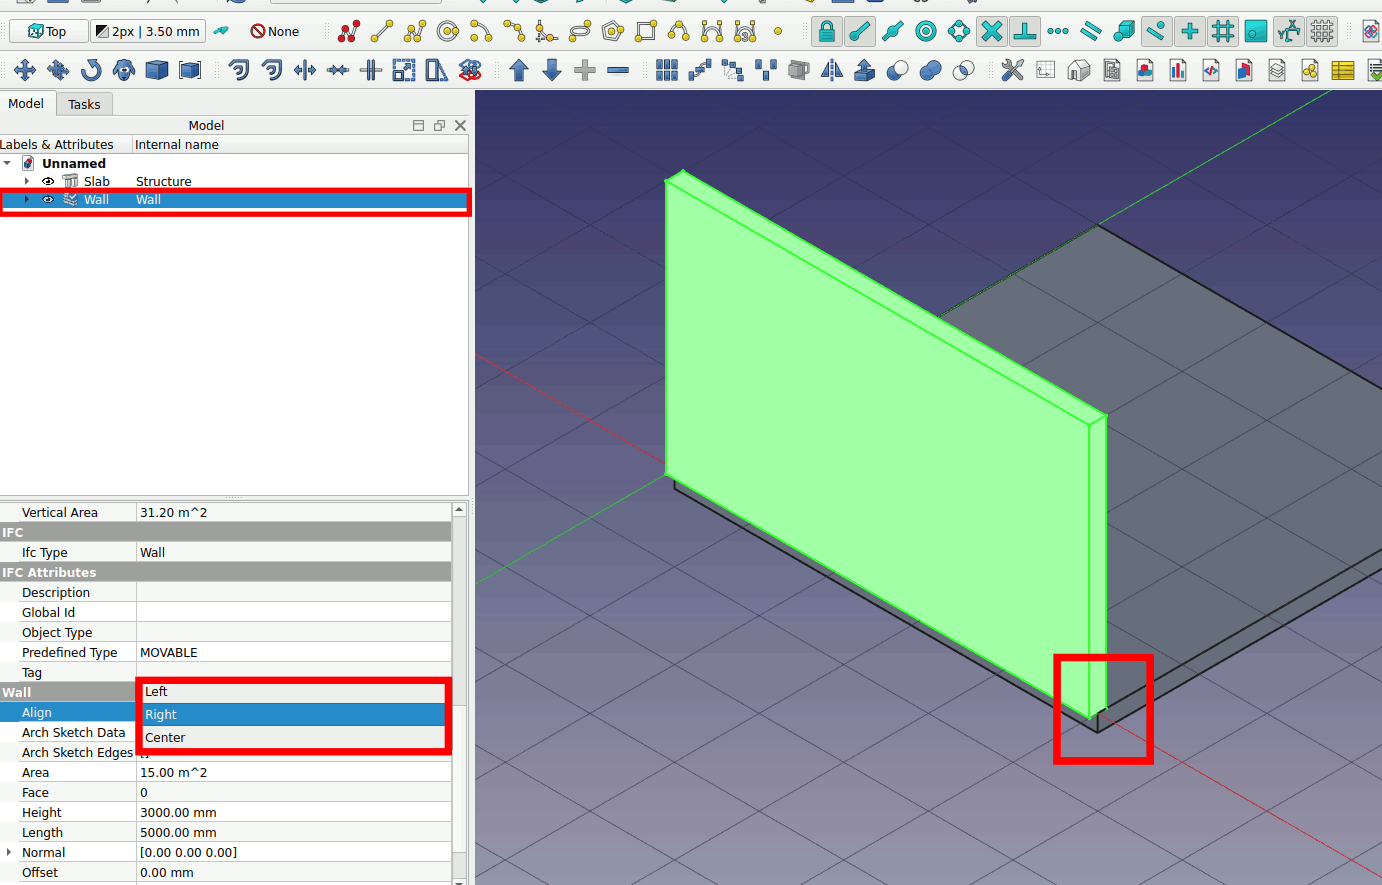 Top
2px | 3.50 mm
None
Model
Tasks
Model
Labels & Attributes
Internal name
Unnamed
Slab
Structure
Wall
Wall
Vertical Area
31.20 m^2
IFC
Ifc Type
Wall
IFC Attributes
Description
Global Id
Object Type
Predefined Type
MOVABLE
Tag
Wall
Left
Align
Right
Arch Sketch Data
Center
Arch Sketch Edges
Area
15.00 m^2
Face
0
Height
3000.00 mm
Length
5000.00 mm
Normal
[0.00 0.00 0.00]
Offset
0.00 mm